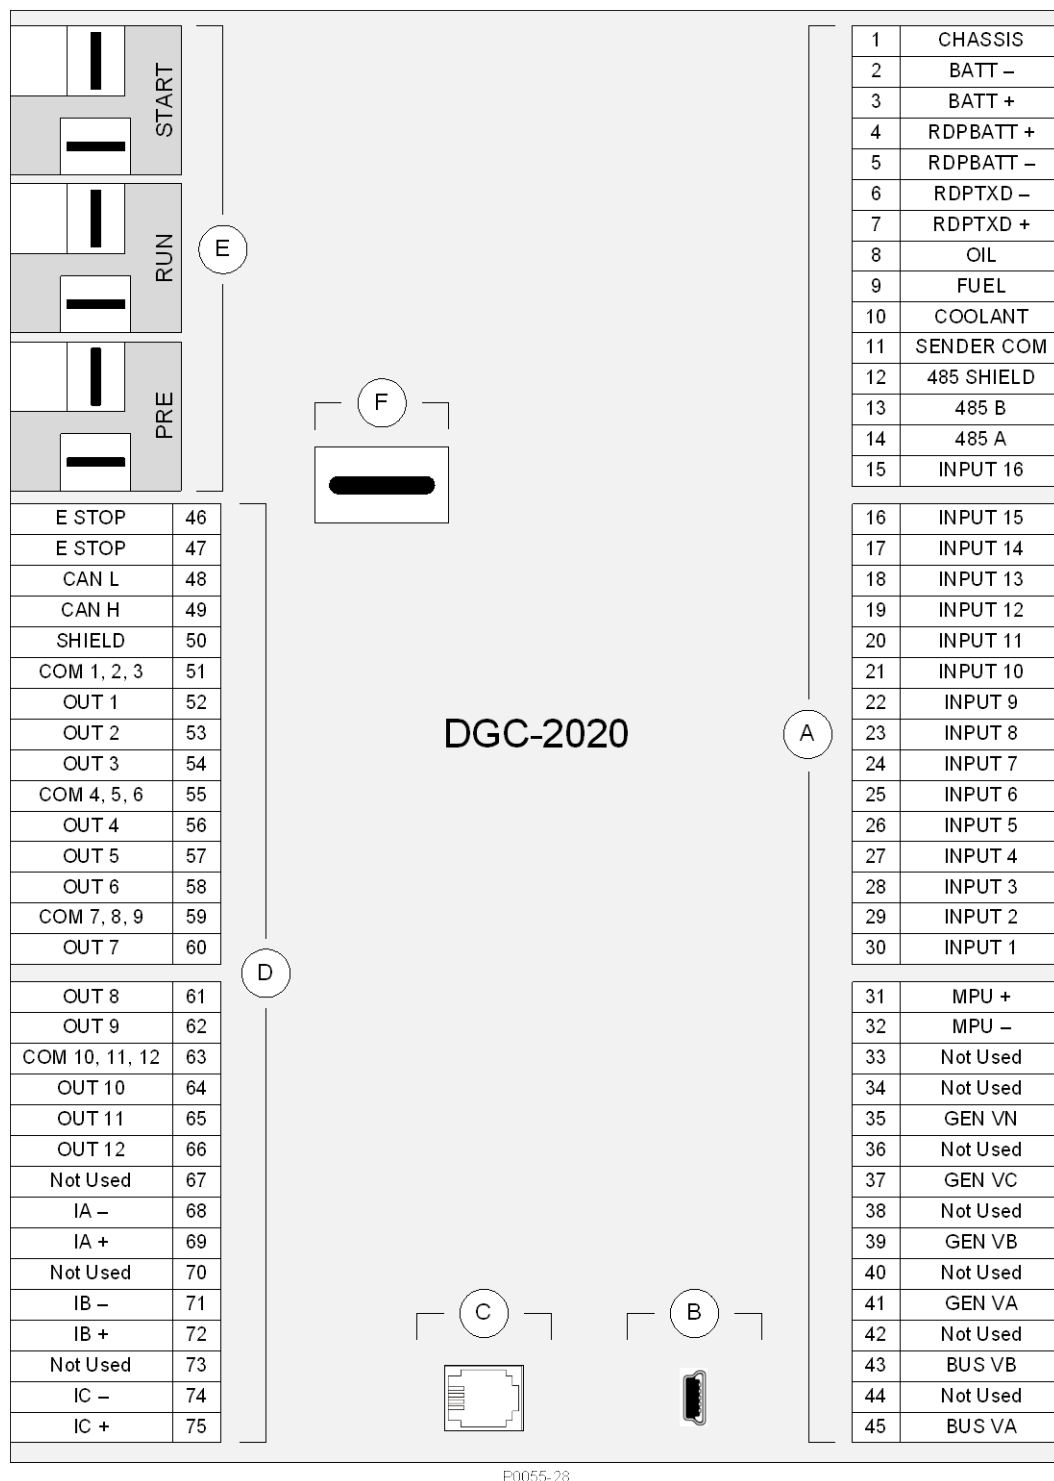 START
RUN
PRE
E
F
E STOP 46
E STOP 47
CAN L 48
CAN H 49
SHIELD 50
COM 1, 2, 3 51
OUT 1 52
OUT 2 53
OUT 3 54
COM 4, 5, 6 55
OUT 4 56
OUT 5 57
OUT 6 58
COM 7, 8, 9 59
OUT 7 60
OUT 8 61
OUT 9 62
COM 10, 11, 12 63
OUT 10 64
OUT 11 65
OUT 12 66
Not Used 67
IA – 68
IA + 69
Not Used 70
IB – 71
IB + 72
Not Used 73
IC – 74
IC + 75
D
DGC-2020
C
B
A
1 CHASSIS
2 BATT –
3 BATT +
4 RDPBATT +
5 RDPBATT –
6 RDPTXD –
7 RDPTXD +
8 OIL
9 FUEL
10 COOLANT
11 SENDER COM
12 485 SHIELD
13 485 B
14 485 A
15 INPUT 16
16 INPUT 15
17 INPUT 14
18 INPUT 13
19 INPUT 12
20 INPUT 11
21 INPUT 10
22 INPUT 9
23 INPUT 8
24 INPUT 7
25 INPUT 6
26 INPUT 5
27 INPUT 4
28 INPUT 3
29 INPUT 2
30 INPUT 1
31 MPU +
32 MPU –
33 Not Used
34 Not Used
35 GEN VN
36 Not Used
37 GEN VC
38 Not Used
39 GEN VB
40 Not Used
41 GEN VA
42 Not Used
43 BUS VB
44 Not Used
45 BUS VA
P0055-28